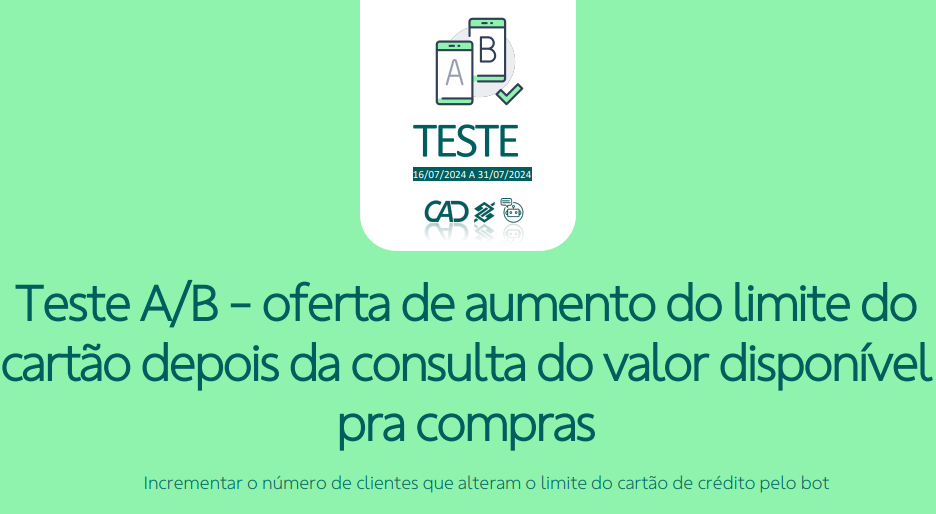 B
A
TESTE
16/07/2024 A 31/07/2024
CAD
Teste A/B - oferta de aumento do limite do
cartão depois da consulta do valor disponível
pra compras
Incrementar o número de clientes que alteram o limite do cartão de crédito pelo bot